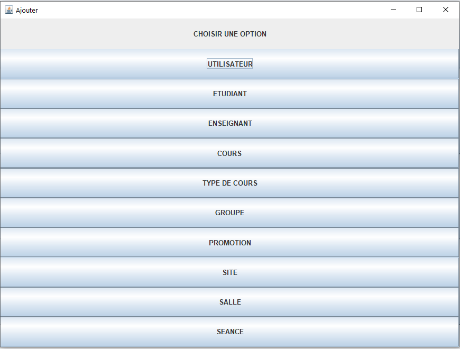 Ajouter
CHOISIR UNE OPTION
UTILISATEUR
ETUDIANT
ENSEIGNANT
COURS
TYPE DE COURS
GROUPE
PROMOTION
SITE
SALLE
SEANCE